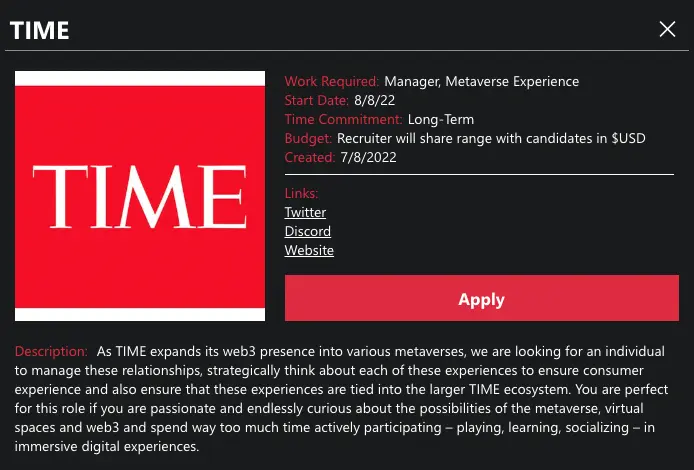 TIME
TIME
Work Required: Manager, Metaverse Experience
Start Date: 8/8/22
Time Commitment: Long-Term
Budget: Recruiter will share range with candidates in $USD
Created: 7/8/2022
Links:
Twitter
Discord
Website
Apply
Description: As TIME expands its web3 presence into various metaverses, we are looking for an individual
to manage these relationships, strategically think about each of these experiences to ensure consumer
experience and also ensure that these experiences are tied into the larger TIME ecosystem. You are perfect
for this role if you are passionate and endlessly curious about the possibilities of the metaverse, virtual
spaces and web3 and spend way too much time actively participating – playing, learning, socializing – in
immersive digital experiences.